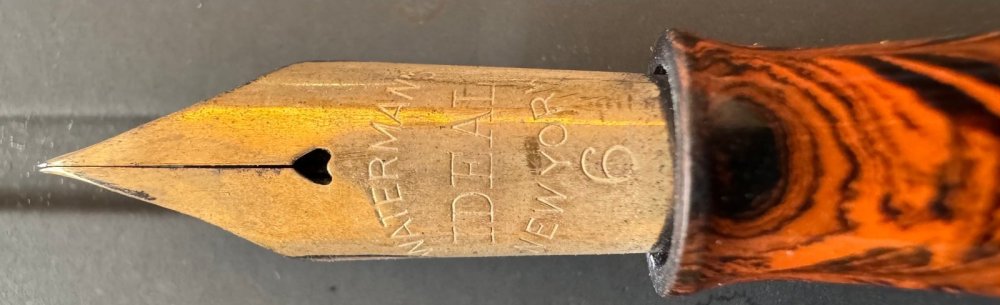 WATERMAN'S
IDEAL
NEW YORK
6